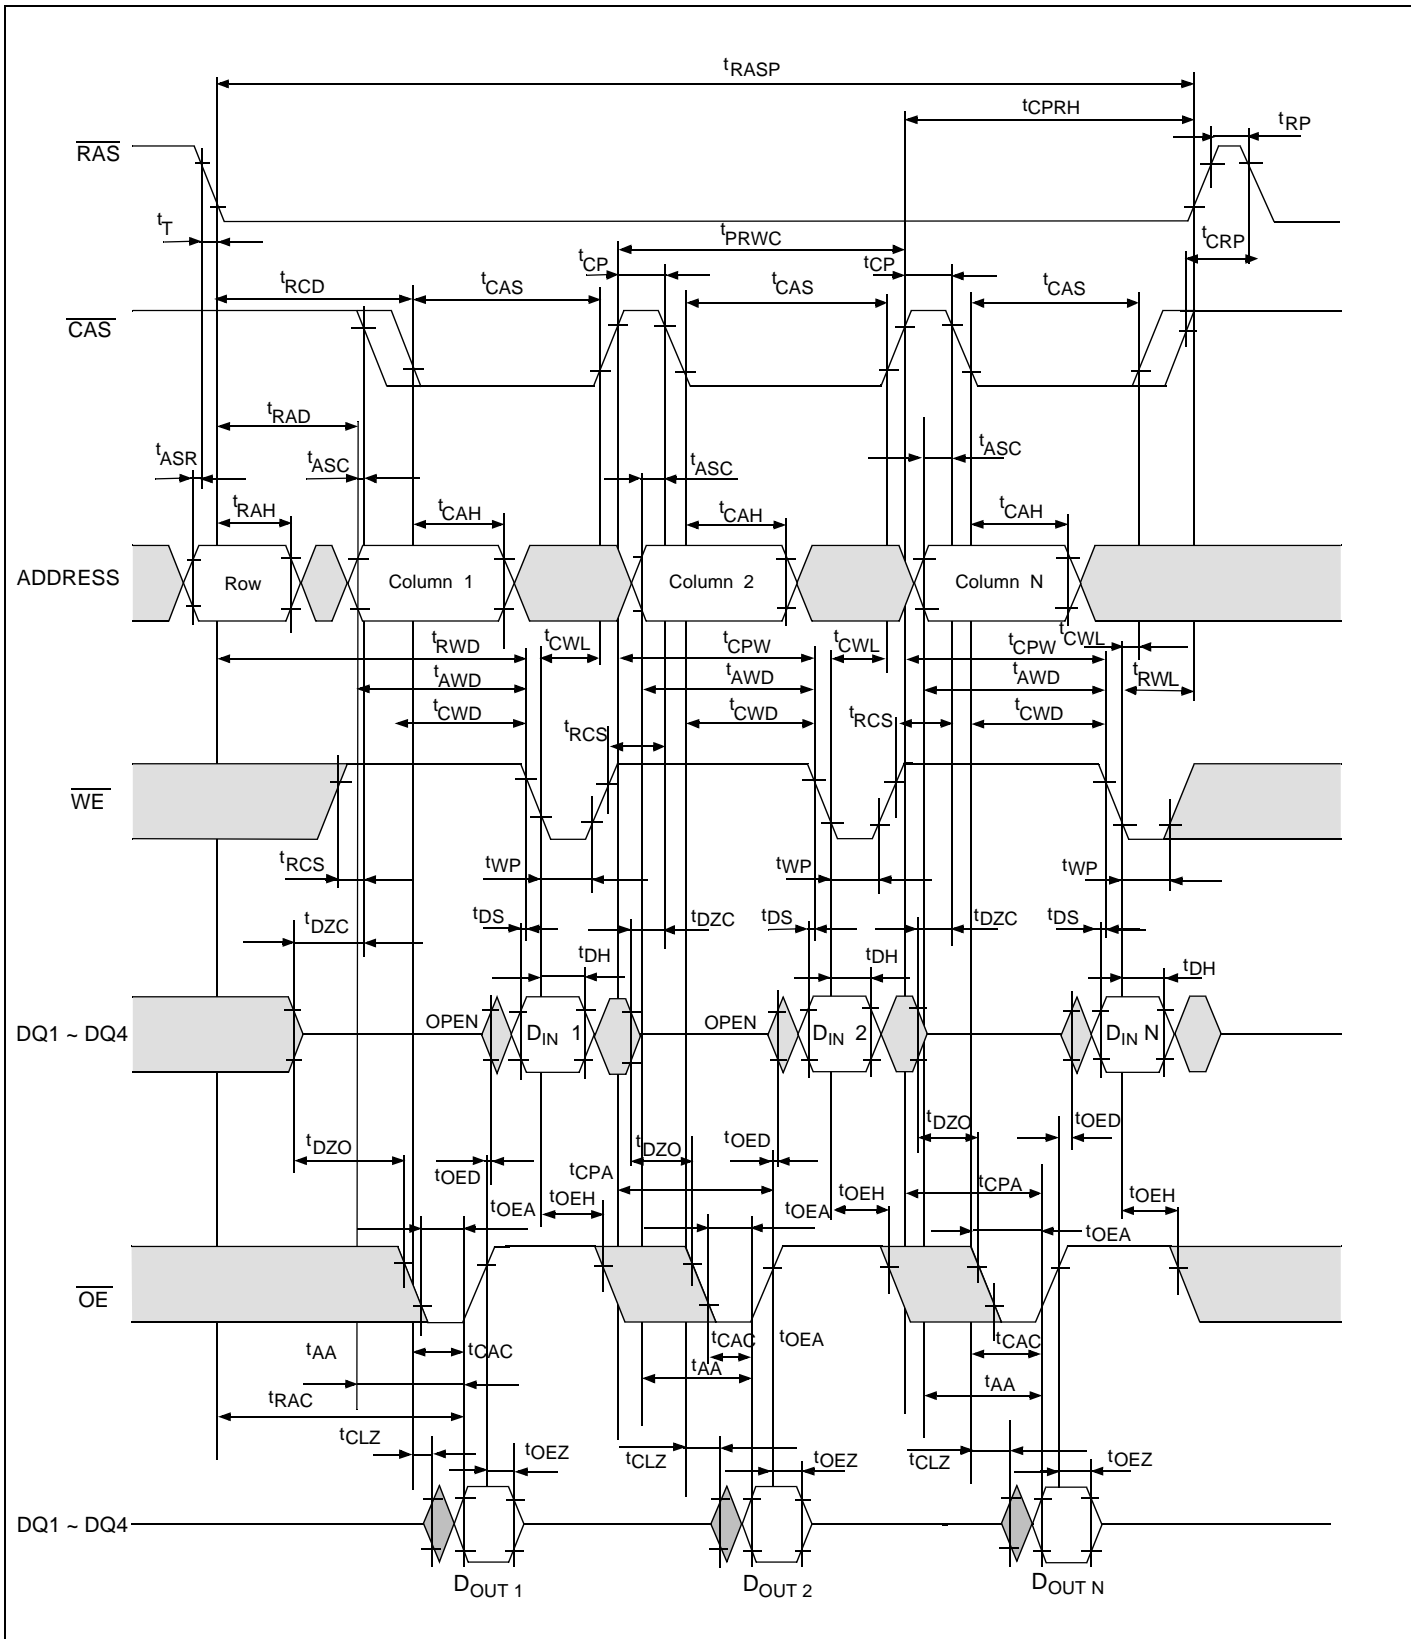 tRASP
tCPRH
tRP
RAS
tT
tPRWC
tCRP
tCP
tCP
tRCD
tCAS
tCAS
tCAS
CAS
tRAD
tASR
tASC
tASC
tASC
tRAH
tCAH
tCAH
tCAH
ADDRESS
Row
Column 1
Column 2
Column N
tRWD
tCWL
tCPW
tCWL
tCPW
tCWL
tAWD
tAWD
tAWD
tRWL
tCWD
tRCS
tCWD
tRCS
tCWD
WE
tRCS
tWP
tWP
tWP
tDZC
tDS
tDZC
tDS
tDZC
tDS
tDH
tDH
tDH
DQ1 ~ DQ4
OPEN
DIN 1
OPEN
DIN 2
DIN N
tDZO
tOED
tDZO
tOED
tDZO
tOED
tCPA
tCPA
tOEA
tOEH
tOEH
tOEA
tOEH
tOEA
OE
tAA
tCAC
tCAC
tOEA
tCAC
tAA
tAA
tRAC
tCLZ
tOEZ
tCLZ
tOEZ
tCLZ
tOEZ
DQ1 ~ DQ4
DOUT 1
DOUT 2
DOUT N